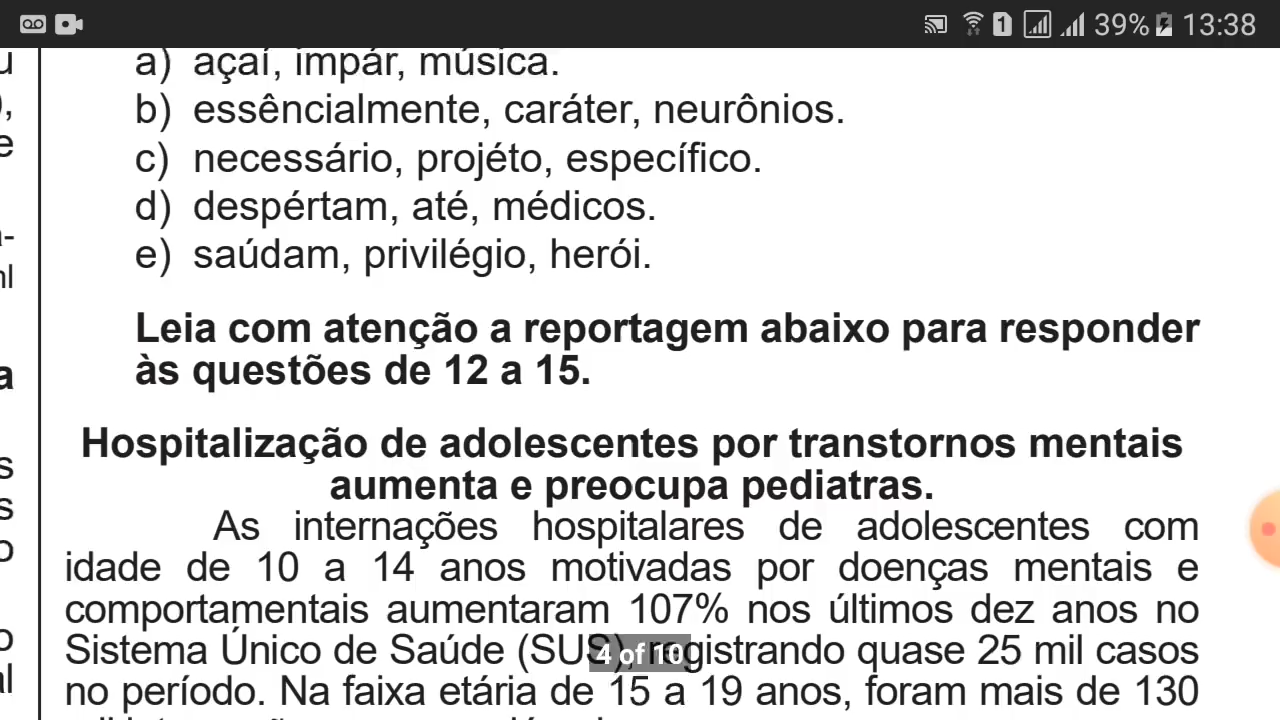 39% 13:38
a) açaí, ímpár, música.
b) essêncialmente, caráter, neurônios.
c) necessário, projéto, específico.
d) despértam, até, médicos.
e) saúdam, privilégio, herói.
Leia com atenção a reportagem abaixo para responder
às questões de 12 a 15.
Hospitalização de adolescentes por transtornos mentais
aumenta e preocupa pediatras.
As internações hospitalares de adolescentes com
idade de 10 a 14 anos motivadas por doenças mentais e
comportamentais aumentaram 107% nos últimos dez anos no
Sistema Único de Saúde (SUS), registrando quase 25 mil casos
4 of 10
no período. Na faixa etária de 15 a 19 anos, foram mais de 130